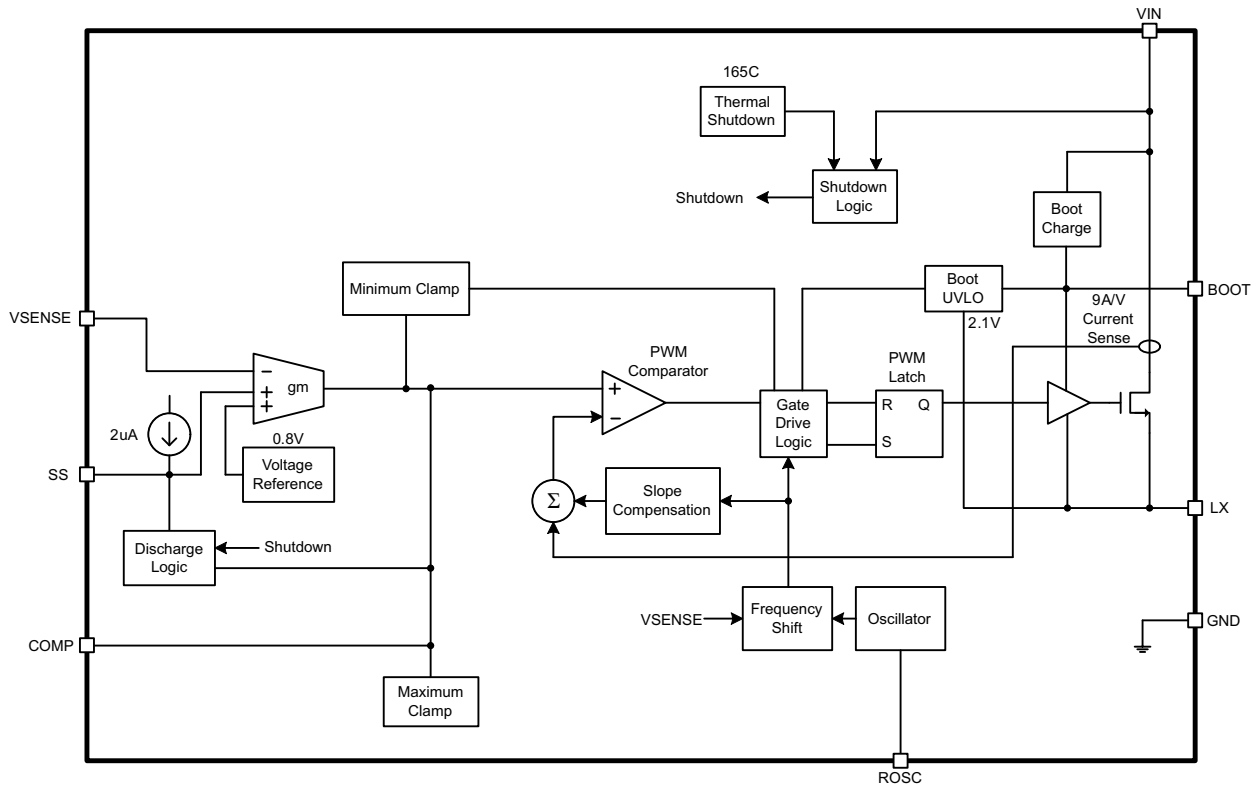 VIN
165C
Thermal
Shutdown
Shutdown
Shutdown
Logic
Boot
Charge
Minimum Clamp
Boot
UVLO
BOOT
2.1V
9A/V
Current
Sense
VSENSE
PWM
Comparator
PWM
Latch
gm
−
+
+
+
−
Gate
Drive
Logic
R
Q
S
2uA
0.8V
Voltage
Reference
SS
Σ
Slope
Compensation
LX
Discharge
Logic
Shutdown
VSENSE
Frequency
Shift
Oscillator
GND
COMP
Maximum
Clamp
ROSC